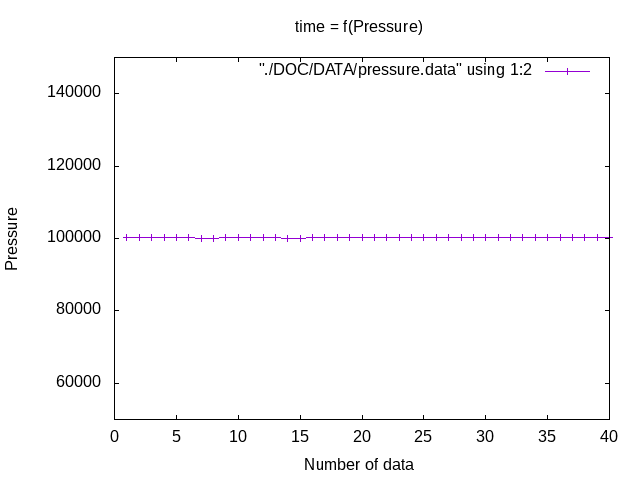 time = f(Pressure)
"./DOC/DATA/pressure.data" using 1:2
140000
120000
100000
80000
60000
Pressure
0 5 10 15 20 25 30 35 40
Number of data